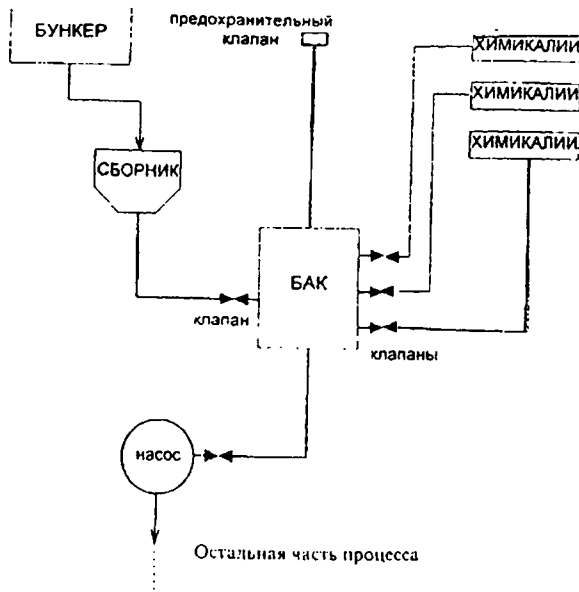 БУНКЕР
предохранительный
клапан
ХИМИКАЛИИ
ХИМИКАЛИИ
ХИМИКАЛИИ
СБОРНИК
БАК
клапан
клапаны
насос
Остальная часть процесса